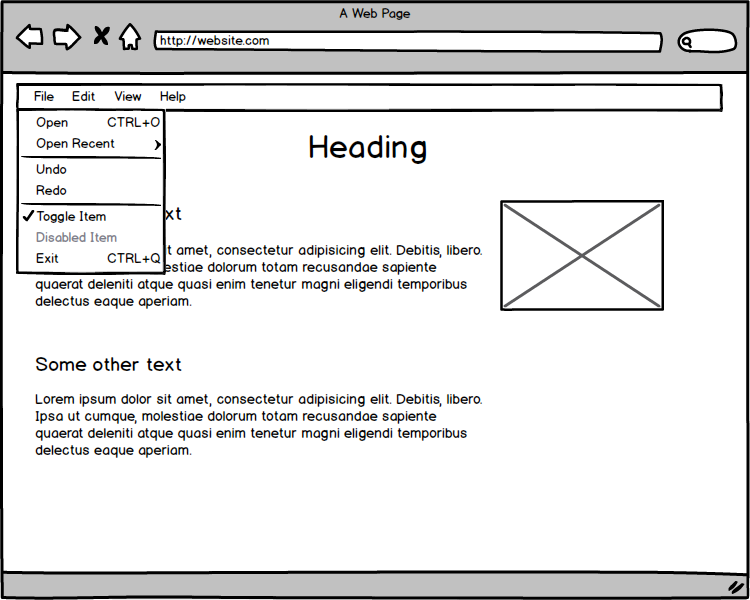 A Web Page
http://website.com
File Edit View Help
Open CTRL+O
Open Recent
Undo
Redo
Toggle Item
Disabled Item
Exit CTRL+Q
Heading
xt
t amet, consectetur adipisicing elit. Debitis, libero.
estiae dolorum totam recusandae sapiente
quaerat deleniti atque quasi enim tenetur magni eligendi temporibus
delectus eaque aperiam.
Some other text
Lorem ipsum dolor sit amet, consectetur adipisicing elit. Debitis, libero.
Ipsa ut cumque, molestiae dolorum totam recusandae sapiente
quaerat deleniti atque quasi enim tenetur magni eligendi temporibus
delectus eaque aperiam.